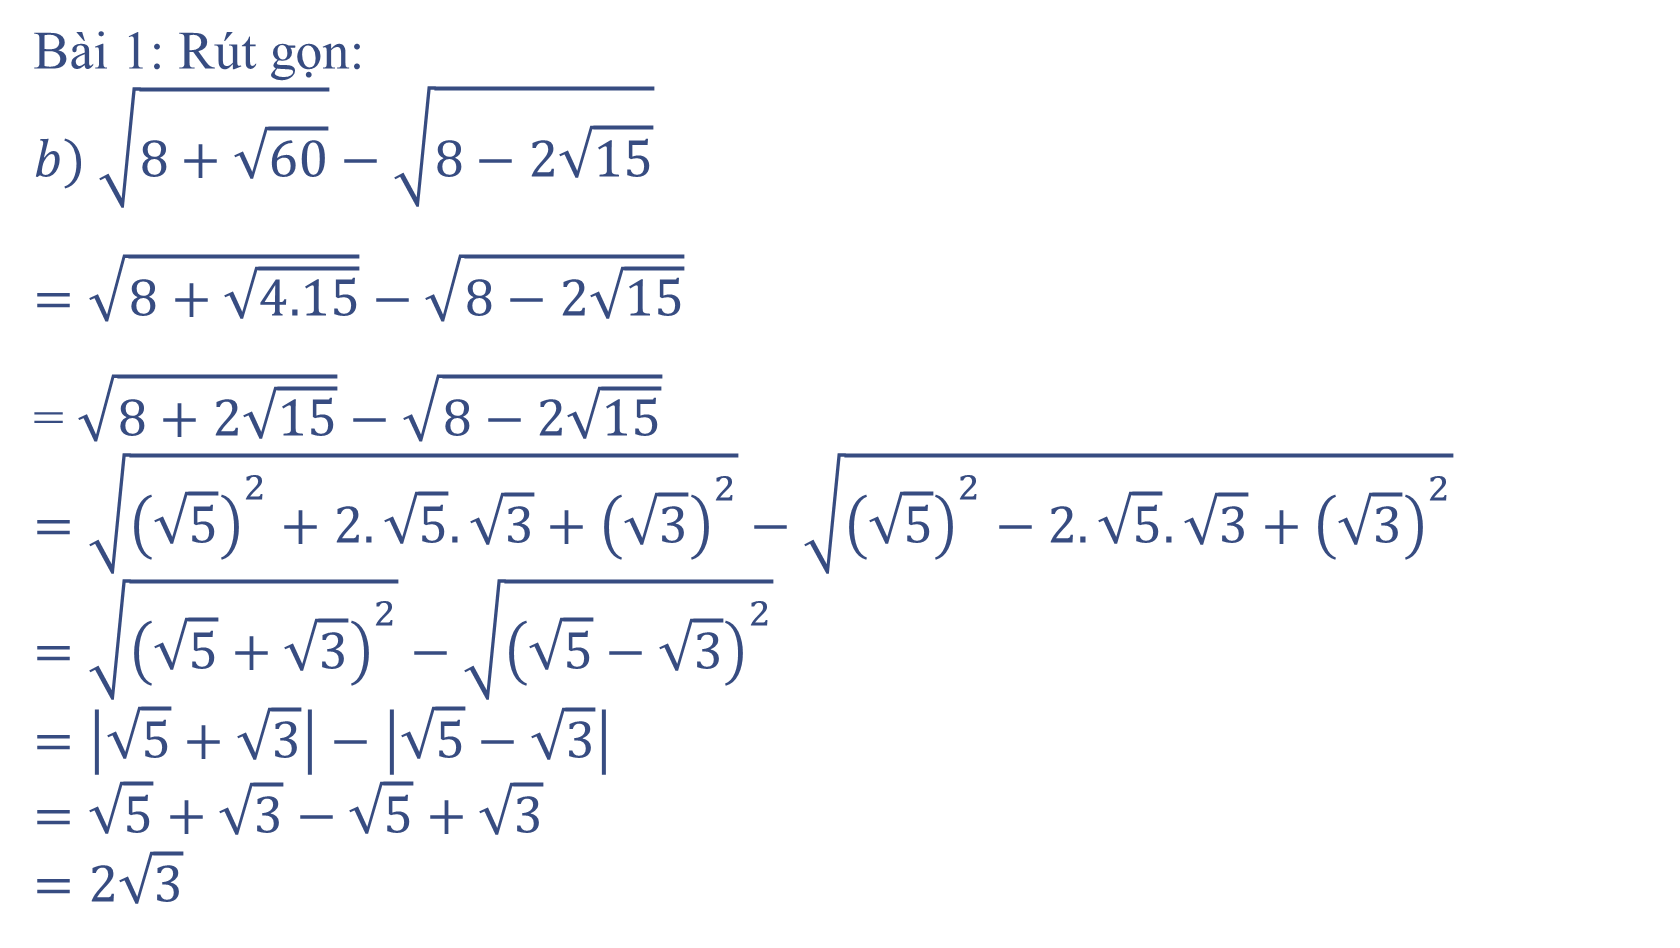 Bài 1: Rút gọn:
b) √(8 + √60) − √(8 − 2√15)
= √(8 + √4.15) − √(8 − 2√15)
= √(8 + 2√15) − √(8 − 2√15)
= √((√5)² + 2. √5. √3 + (√3)²) − √((√5)² − 2. √5. √3 + (√3)²)
= √((√5 + √3)²) − √((√5 − √3)²)
= |√5 + √3| − |√5 − √3|
= √5 + √3 − √5 + √3
= 2√3